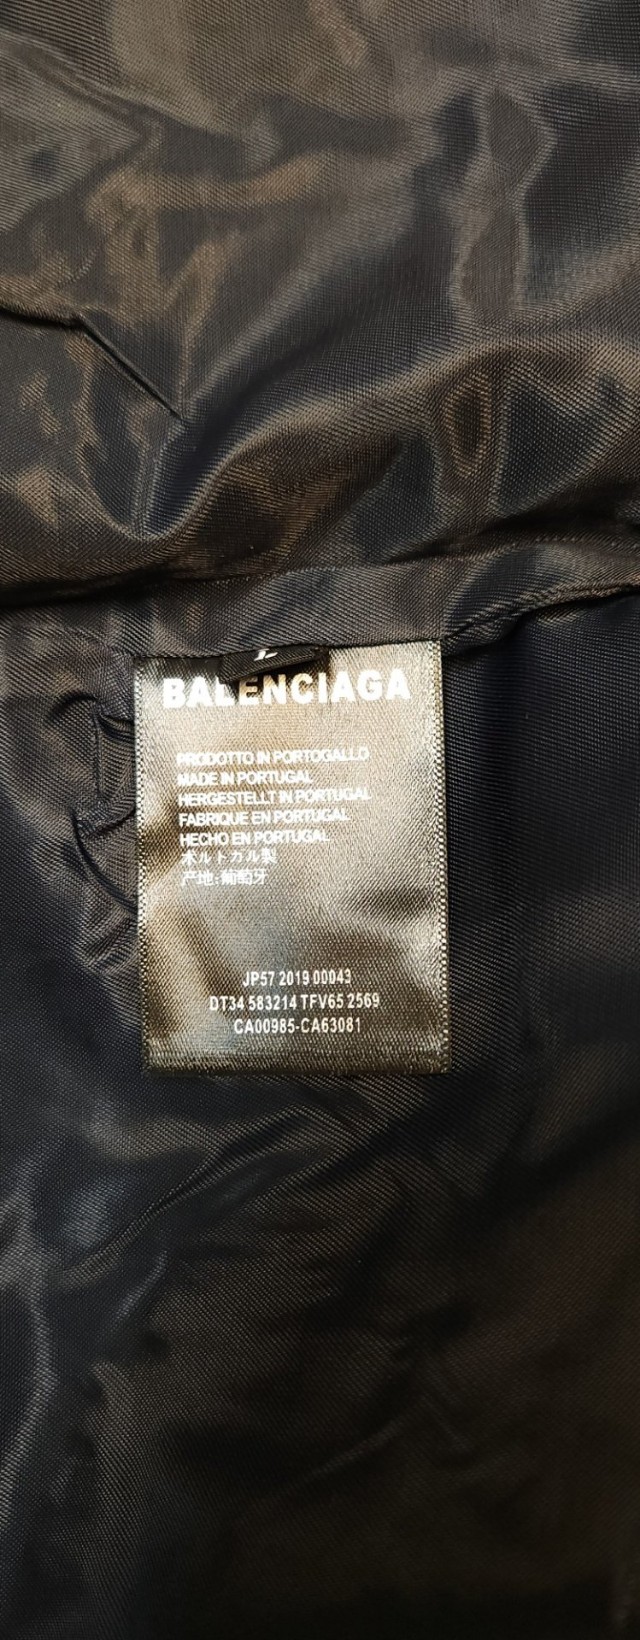 L
BALENCIAGA
PRODOTTO IN PORTOGALLO
MADE IN PORTUGAL
HERGESTELLT IN PORTUGAL
FABRIQUE EN PORTUGAL
HECHO EN PORTUGAL
ポルトカル製
产地:葡萄牙
JP57 2019 00043
DT34 583214 TFV65 2569
CA00985-CA63081